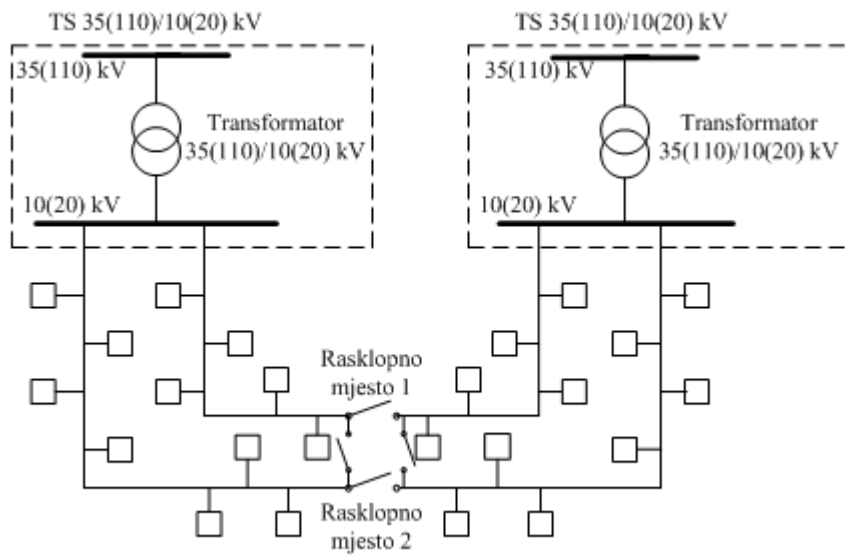 TS 35(110)/10(20) kV
35(110) kV
Transformator
35(110)/10(20) kV
10(20) kV
TS 35(110)/10(20) kV
35(110) kV
Transformator
35(110)/10(20) kV
10(20) kV
Rasklopno
mjesto 1
Rasklopno
mjesto 2